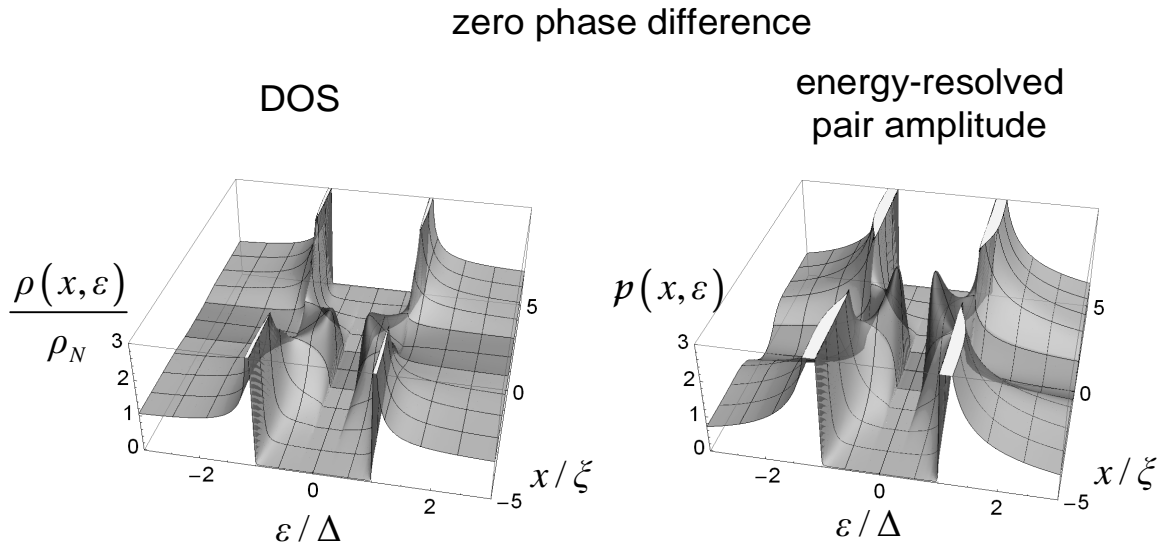 zero phase difference
DOS
energy-resolved
pair amplitude
ρ(x, ε)
ρN
3
2
1
0
−2
0
2
ε / Δ
5
0
−5
x / ξ
p(x, ε)
3
2
1
0
−2
0
2
ε / Δ
5
0
−5
x / ξ